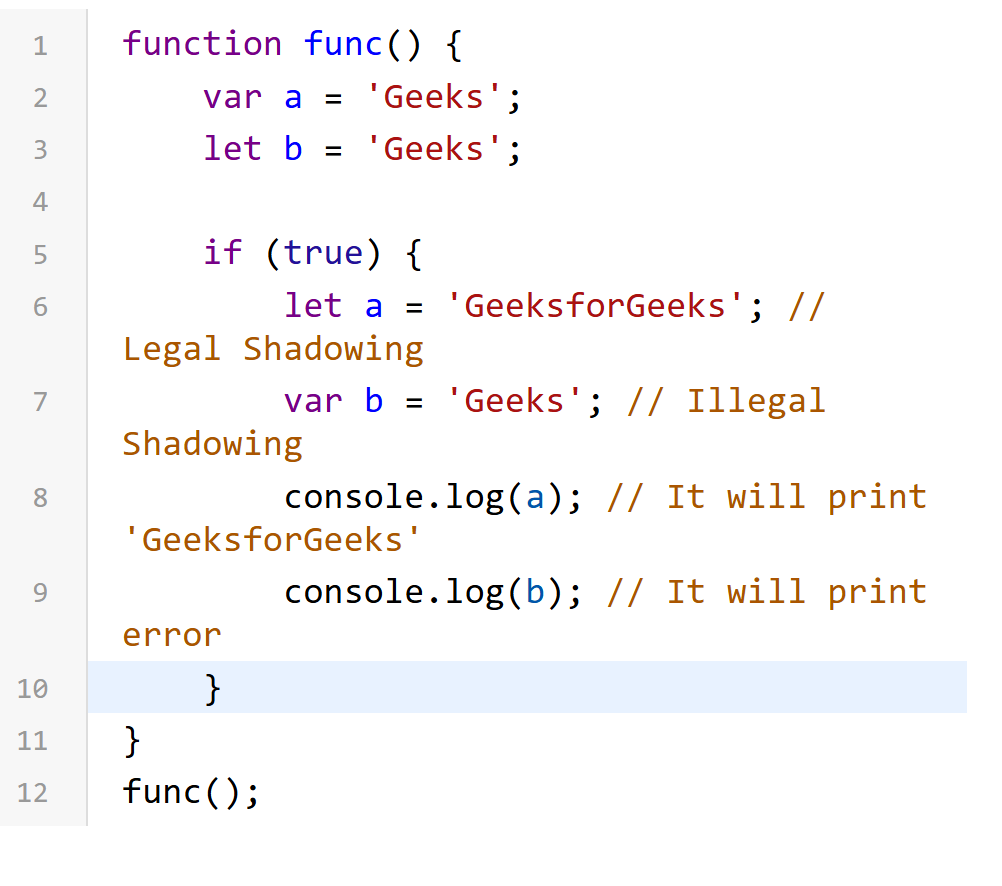 1 function func() {
2 var a = 'Geeks';
3 let b = 'Geeks';
4
5 if (true) {
6 let a = 'GeeksforGeeks'; //
Legal Shadowing
7 var b = 'Geeks'; // Illegal
Shadowing
8 console.log(a); // It will print
'GeeksforGeeks'
9 console.log(b); // It will print
error
10 }
11 }
12 func();